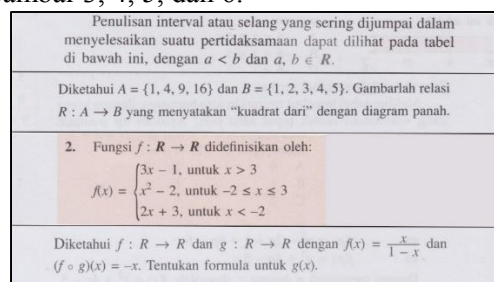 Penulisan interval atau selang yang sering dijumpai dalam
menyelesaikan suatu pertidaksamaan dapat dilihat pada tabel
di bawah ini, dengan a < b dan a, b ∈ R.
Diketahui A = {1, 4, 9, 16} dan B = {1, 2, 3, 4, 5}. Gambarlah relasi
R : A → B yang menyatakan “kuadrat dari” dengan diagram panah.
2. Fungsi f : R → R didefinisikan oleh:
f(x) = {3x – 1, untuk x > 3
x² – 2, untuk –2 ≤ x ≤ 3
2x + 3, untuk x < –2
Diketahui f : R → R dan g : R → R dengan f(x) = x/(1 – x) dan
(f ∘ g)(x) = –x. Tentukan formula untuk g(x).